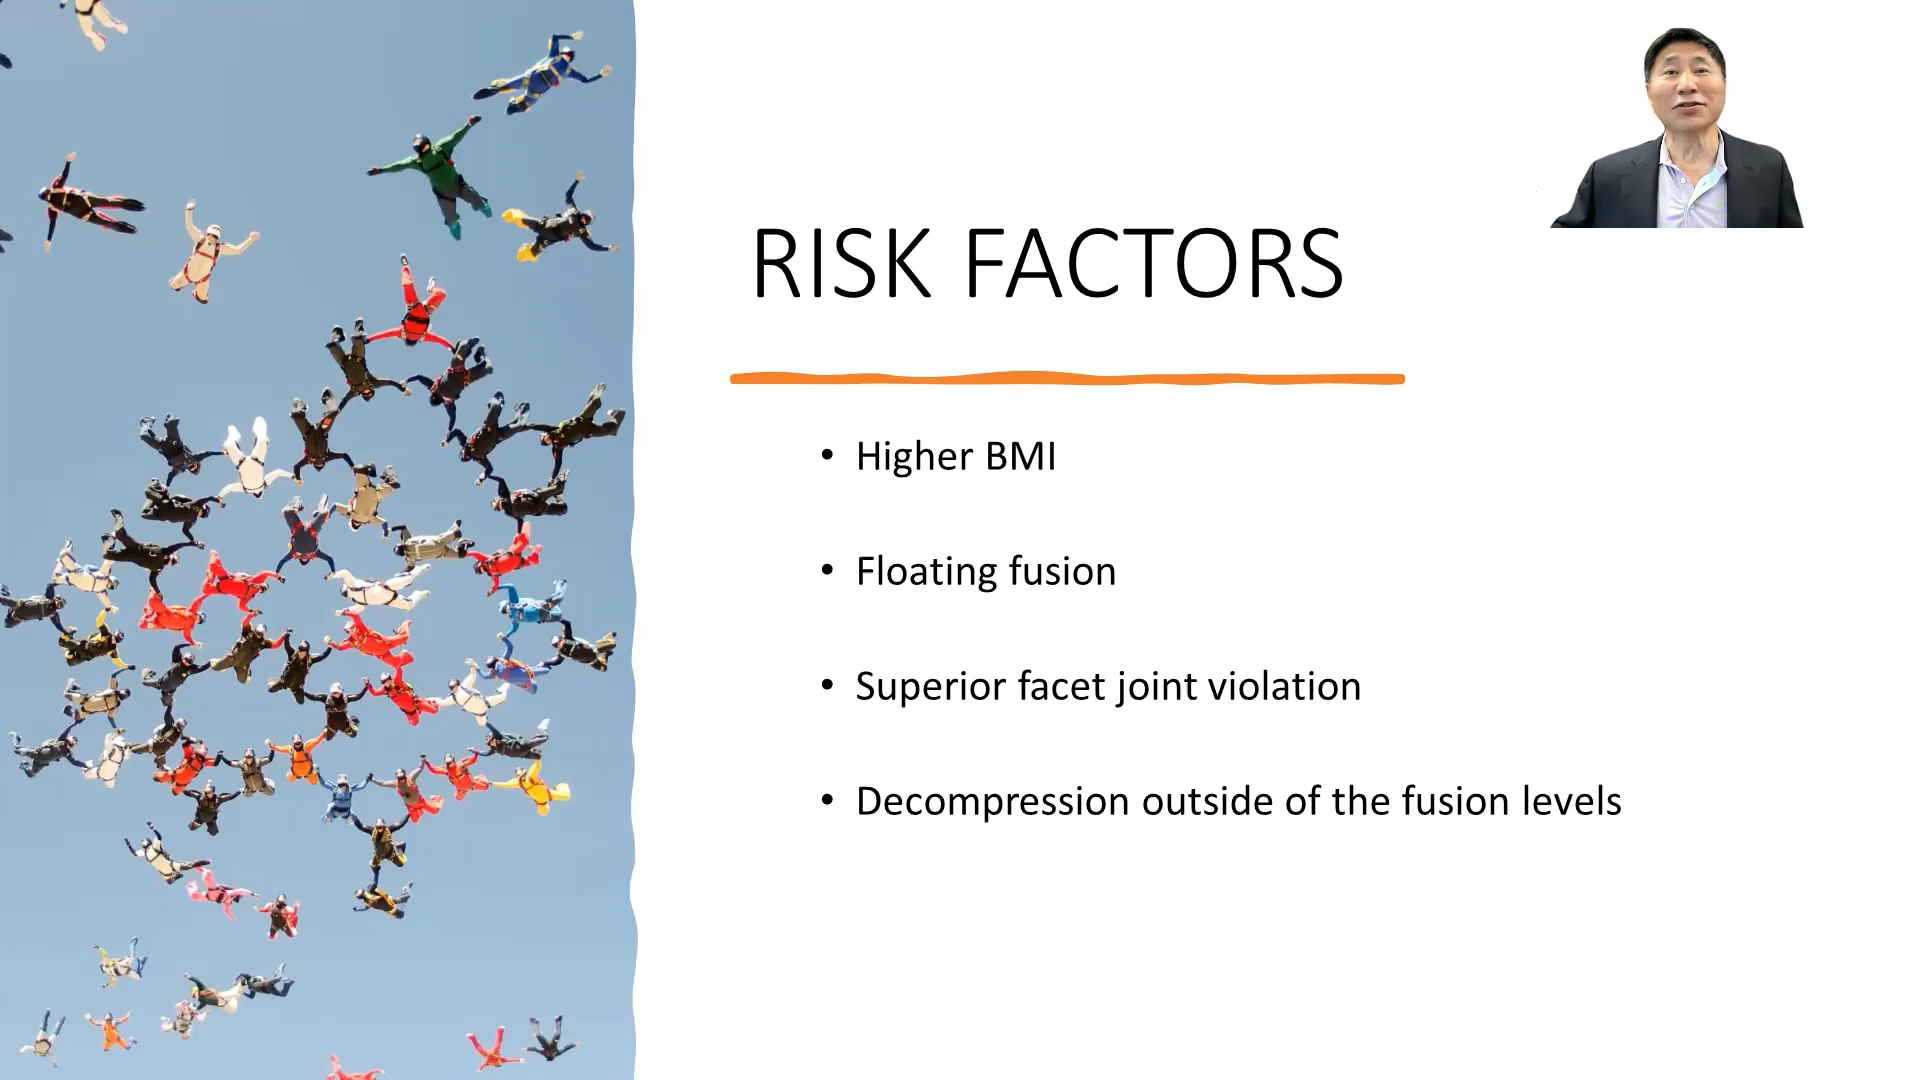 RISK FACTORS
• Higher BMI
• Floating fusion
• Superior facet joint violation
• Decompression outside of the fusion levels